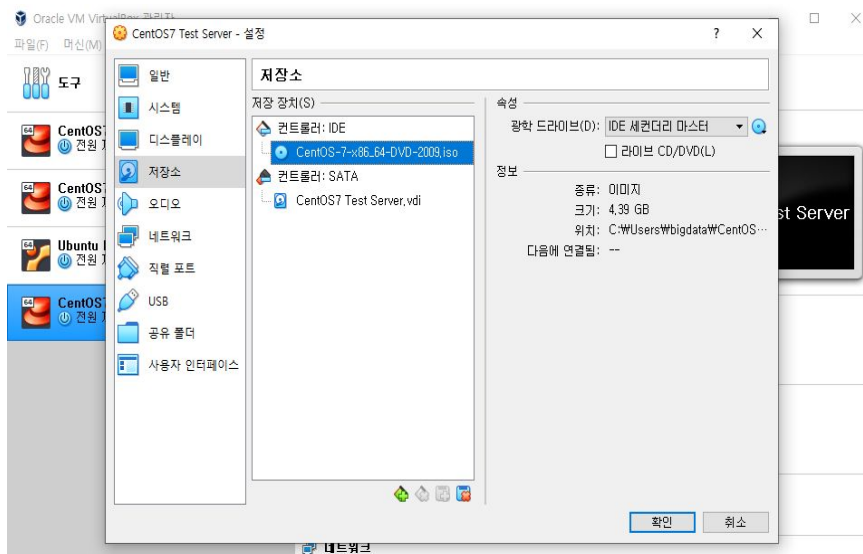 Oracle VM VirtualBox 관리자
파일(F) 머신(M)
도구
CentOS7
전원
CentOS
전원
Ubuntu
전원
CentOS7
전원
CentOS7 Test Server - 설정
? ×
일반
시스템
디스플레이
저장소
오디오
네트워크
직렬 포트
USB
공유 폴더
사용자 인터페이스
저장소
저장 장치(S)
컨트롤러: IDE
CentOS-7-x86_64-DVD-2009.iso
컨트롤러: SATA
CentOS7 Test Server.vdi
속성
광학 드라이브(D): IDE 세컨더리 마스터
라이브 CD/DVD(L)
정보
종류: 이미지
크기: 4.39 GB
위치: C:₩Users₩bigdata₩CentOS...
다음에 연결됨: --
확인 취소
st Server
네트워크